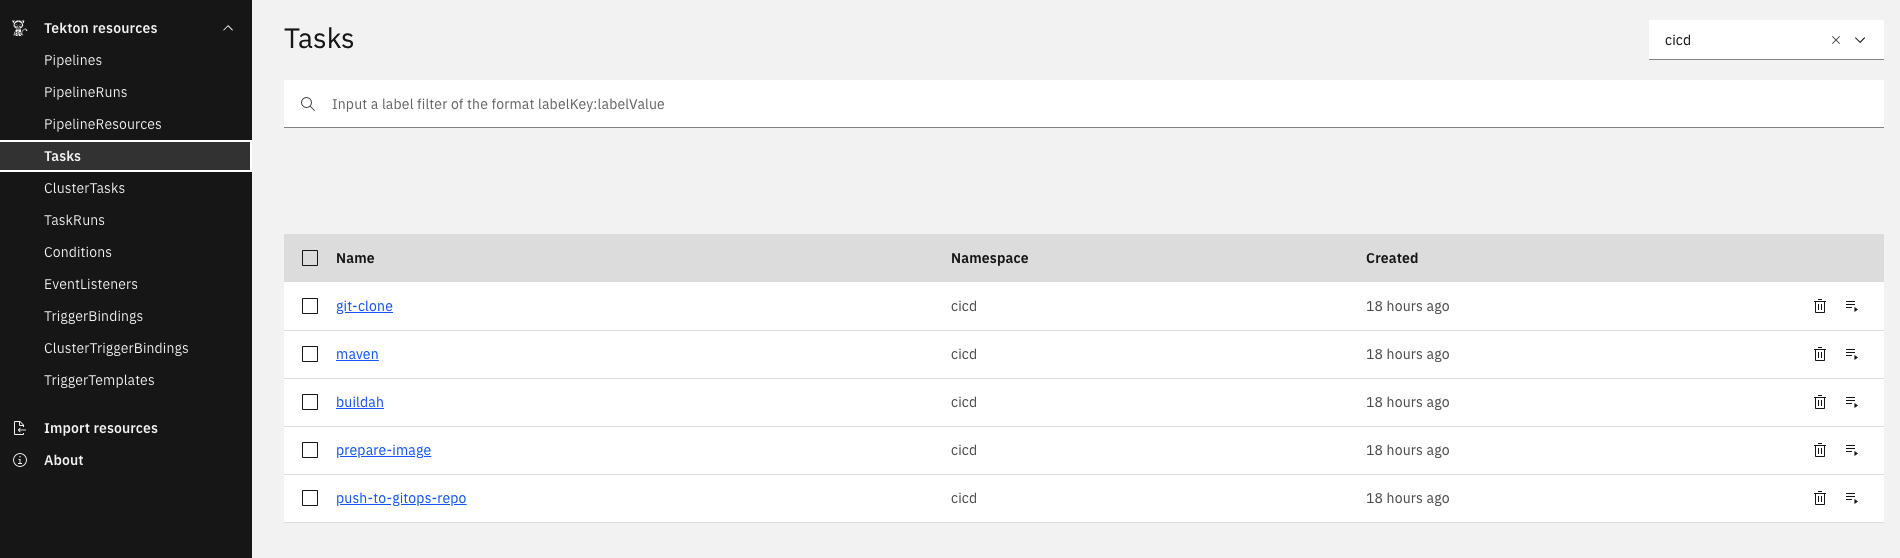 Tekton resources
Pipelines
PipelineRuns
PipelineResources
Tasks
ClusterTasks
TaskRuns
Conditions
EventListeners
TriggerBindings
ClusterTriggerBindings
TriggerTemplates
Import resources
About
Tasks
cicd
Input a label filter of the format labelKey:labelValue
Name Namespace Created
git-clone cicd 18 hours ago
maven cicd 18 hours ago
buildah cicd 18 hours ago
prepare-image cicd 18 hours ago
push-to-gitops-repo cicd 18 hours ago